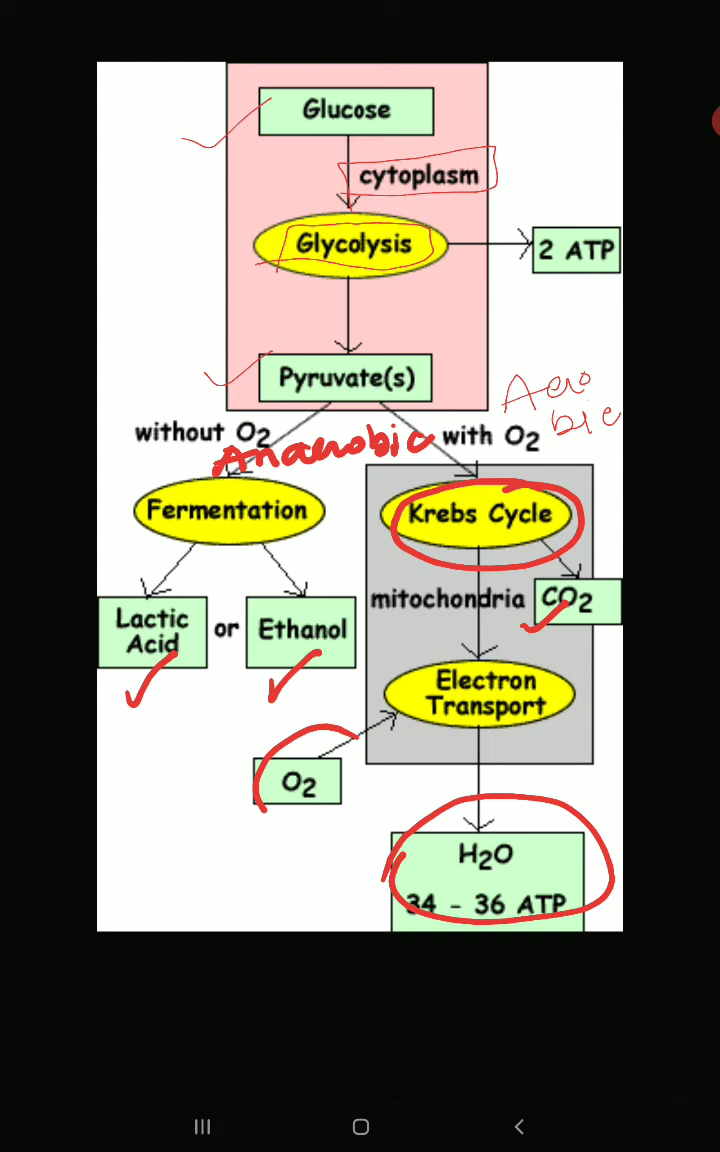 Glucose
cytoplasm
Glycolysis
2 ATP
Pyruvate(s)
Aero
bic
without O2
Anaerobic
with O2
Fermentation
Krebs Cycle
mitochondria
CO2
Lactic
Acid
or
Ethanol
Electron
Transport
O2
H2O
34 - 36 ATP